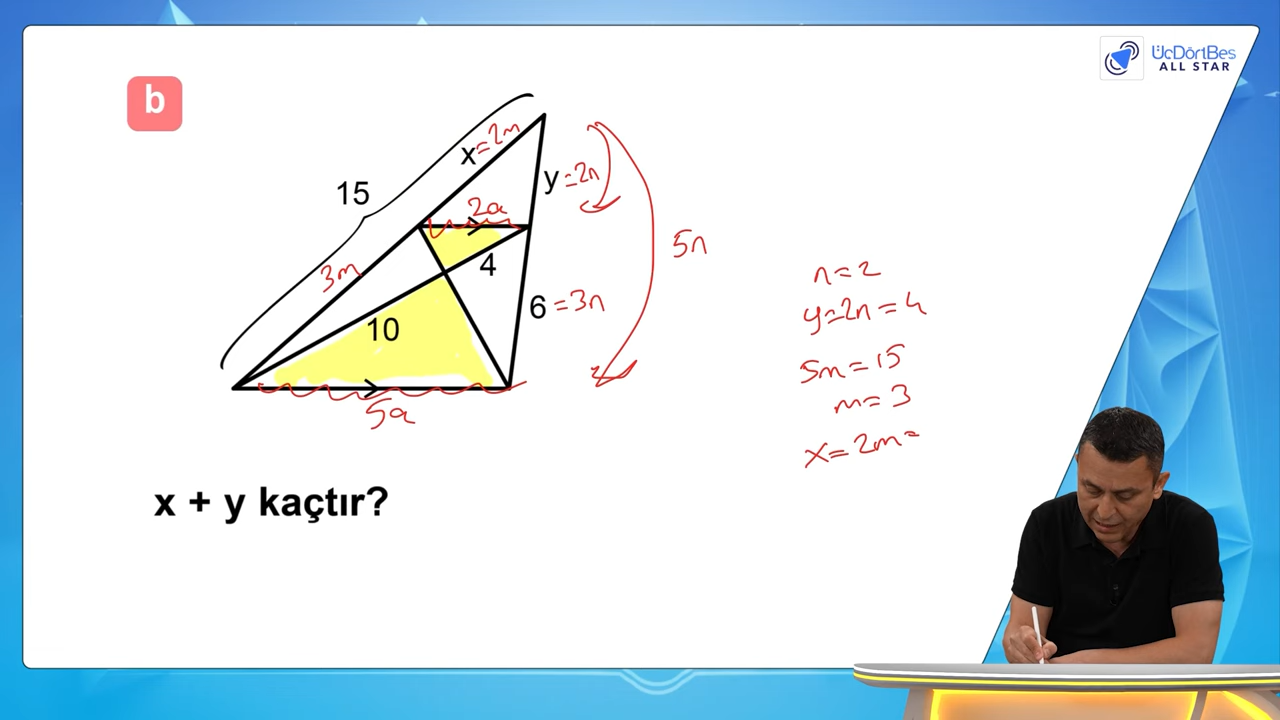 b
ÜçDörtBeş
ALL STAR
15
x=2m
y=2n
2a
5n
3m
4
6=3n
10
5a
n=2
y=2n=4
5m=15
m=3
x=2m=
x + y kaçtır?